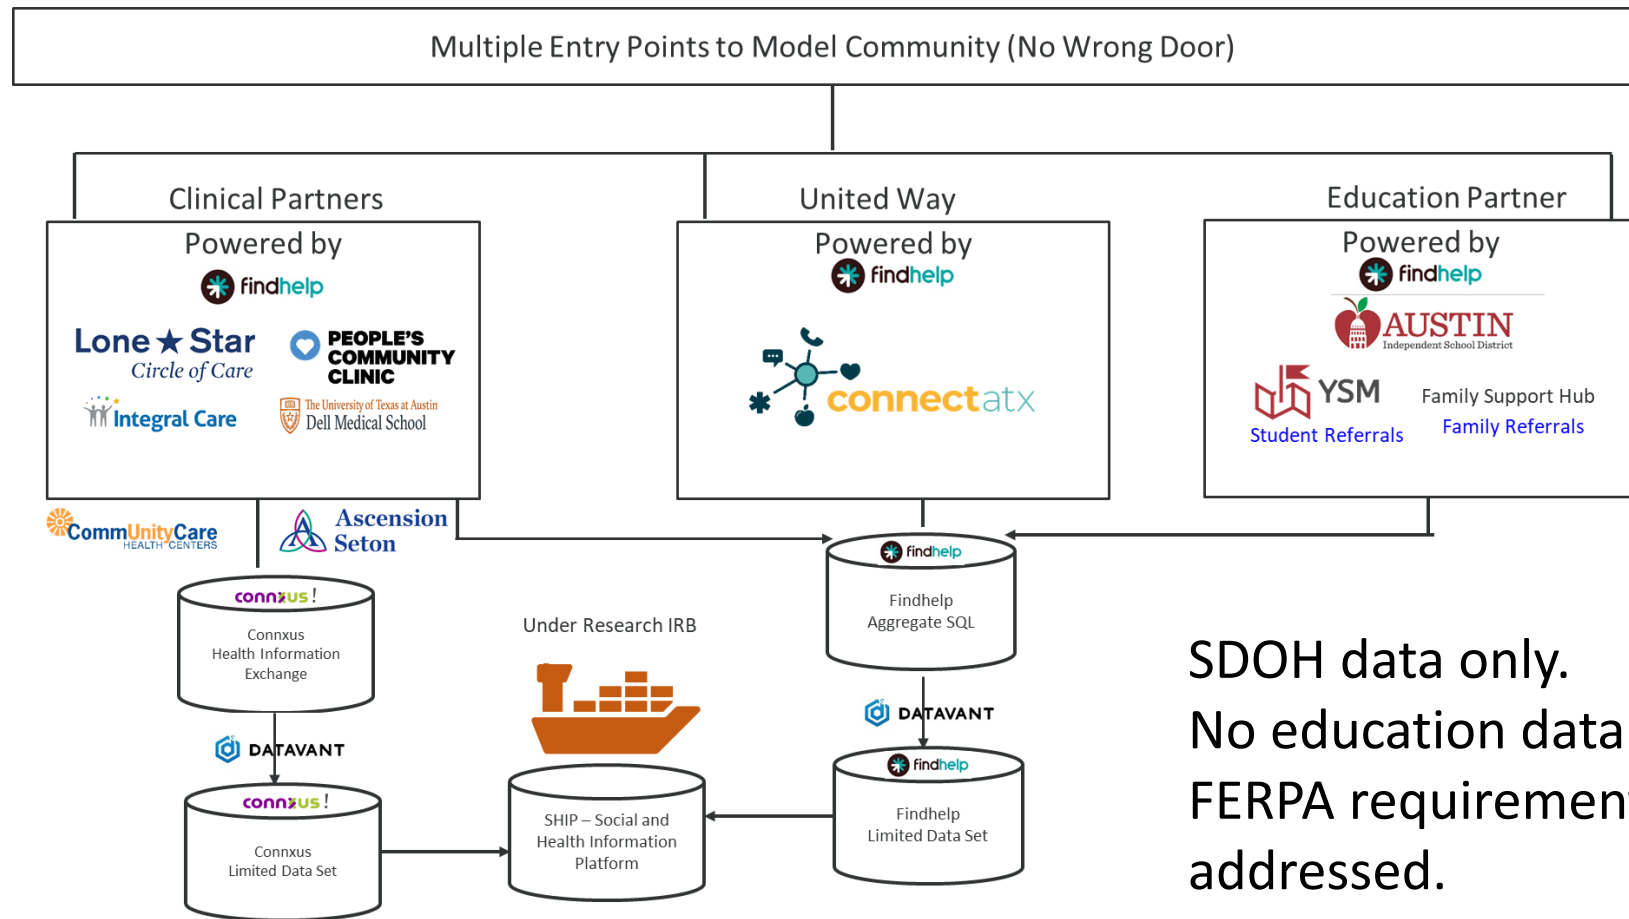 Multiple Entry Points to Model Community (No Wrong Door)
Clinical Partners
United Way
Education Partner
Powered by
findhelp
Lone Star
Circle of Care
PEOPLE'S
COMMUNITY
CLINIC
Integral Care
The University of Texas at Austin
Dell Medical School
Powered by
findhelp
connectatx
Powered by
findhelp
AUSTIN
Independent School District
YSM
Student Referrals
Family Support Hub
Family Referrals
CommUnityCare
HEALTH CENTERS
Ascension
Seton
connxus!
Connxus
Health Information
Exchange
DATAVANT
connxus!
Connxus
Limited Data Set
Under Research IRB
SHIP – Social and
Health Information
Platform
findhelp
Findhelp
Aggregate SQL
DATAVANT
findhelp
Findhelp
Limited Data Set
SDOH data only.
No education data
FERPA requirement
addressed.